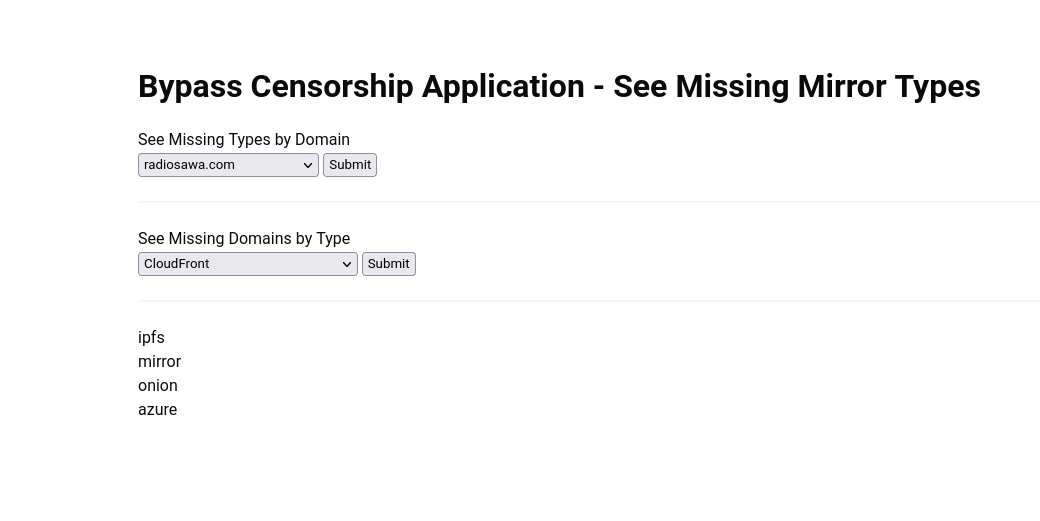 Bypass Censorship Application - See Missing Mirror Types
See Missing Types by Domain
radiosawa.com Submit
See Missing Domains by Type
CloudFront Submit
ipfs
mirror
onion
azure